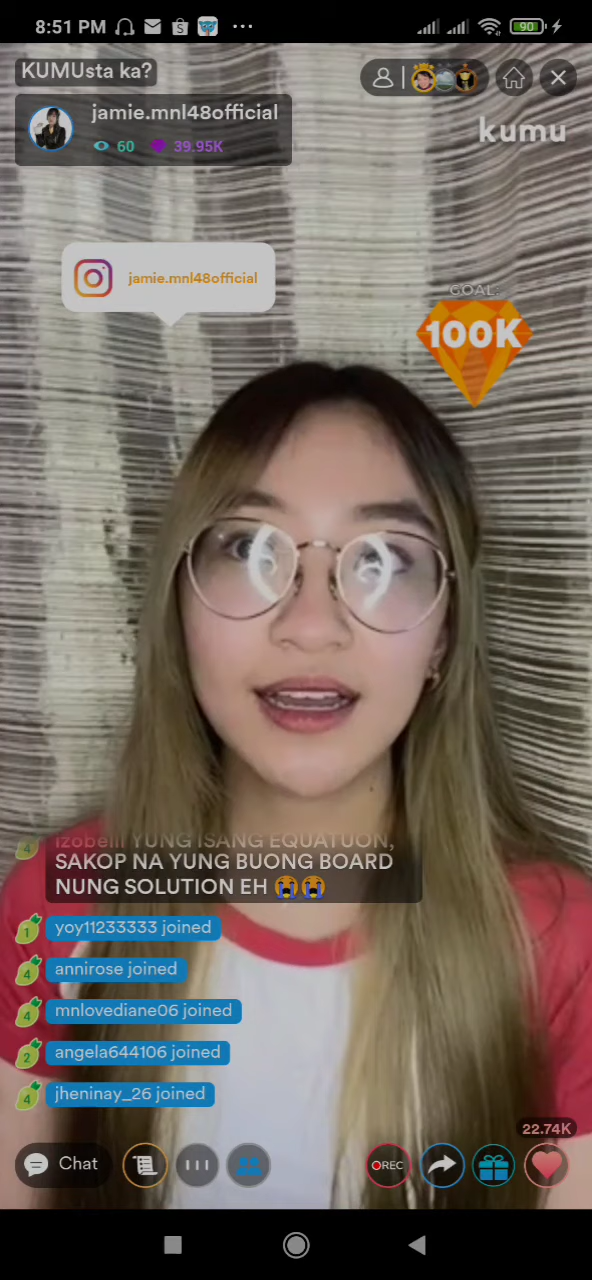 8:51 PM
90
KUMUsta ka?
jamie.mnl48official
60
39.95K
kumu
jamie.mnl48official
GOAL:
100K
4 izobelll YUNG ISANG EQUATUON,
SAKOP NA YUNG BUONG BOARD
NUNG SOLUTION EH 😭😭
1 yoy11233333 joined
4 annirose joined
4 mnlovediane06 joined
2 angela644106 joined
4 jheninay_26 joined
22.74K
Chat
REC